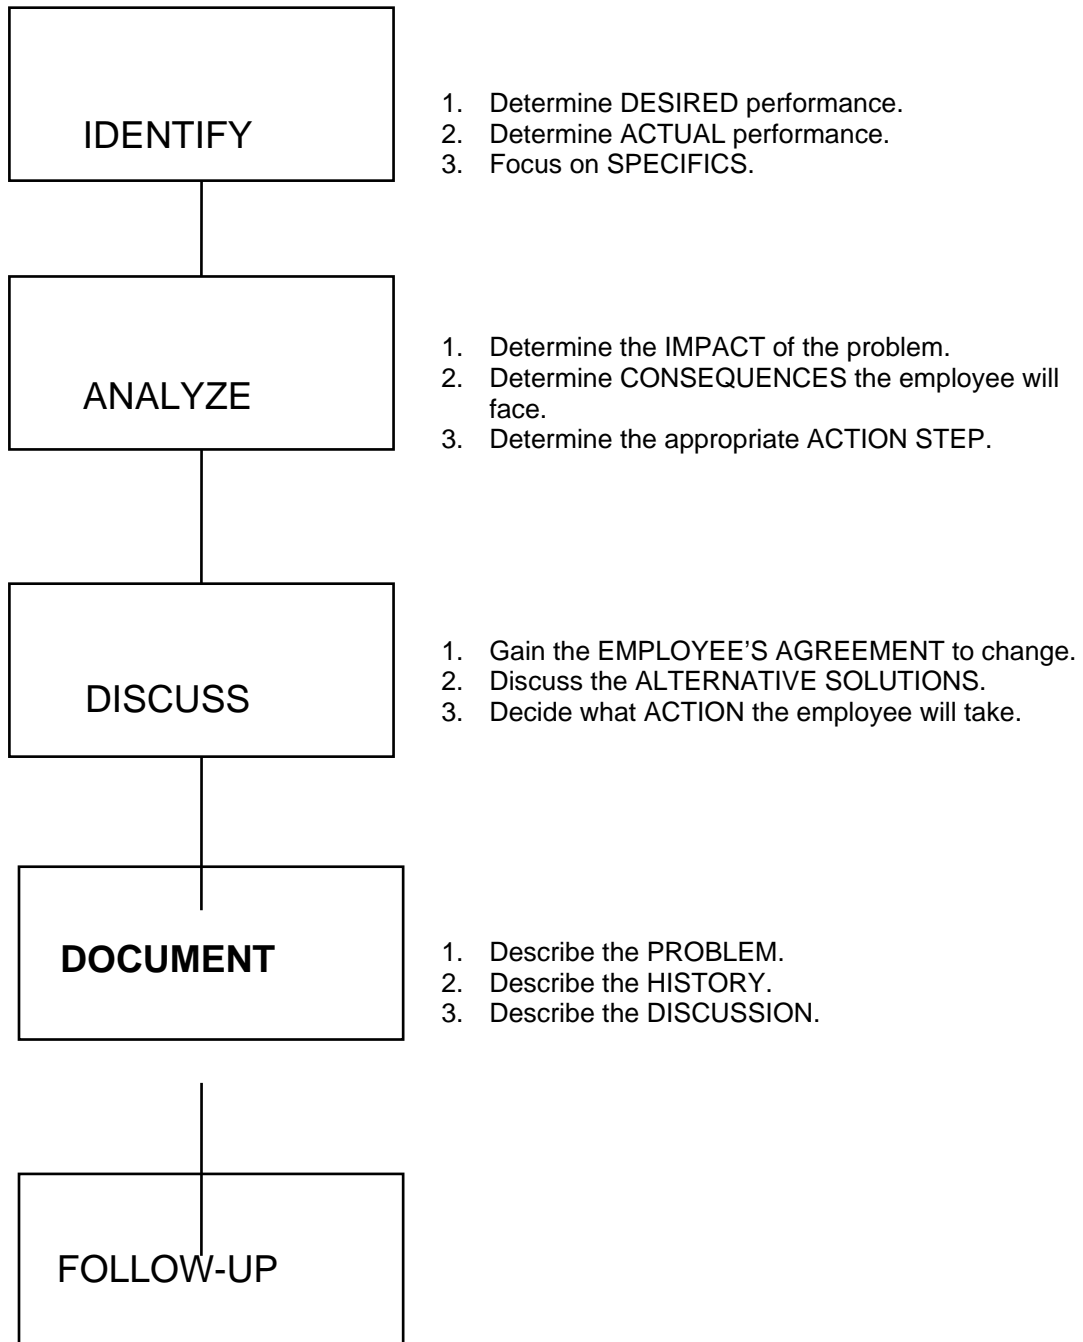 IDENTIFY
1. Determine DESIRED performance.
2. Determine ACTUAL performance.
3. Focus on SPECIFICS.
ANALYZE
1. Determine the IMPACT of the problem.
2. Determine CONSEQUENCES the employee will
face.
3. Determine the appropriate ACTION STEP.
DISCUSS
1. Gain the EMPLOYEE’S AGREEMENT to change.
2. Discuss the ALTERNATIVE SOLUTIONS.
3. Decide what ACTION the employee will take.
DOCUMENT
1. Describe the PROBLEM.
2. Describe the HISTORY.
3. Describe the DISCUSSION.
FOLLOW-UP